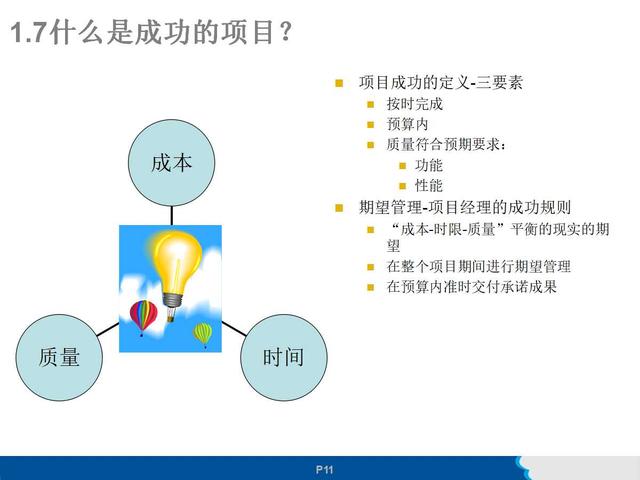 1.7什么是成功的项目？
成本
质量
时间
项目成功的定义-三要素
按时完成
预算内
质量符合预期要求：
功能
性能
期望管理-项目经理的成功规则
“成本-时限-质量”平衡的现实的期
望
在整个项目期间进行期望管理
在预算内准时交付承诺成果
P11